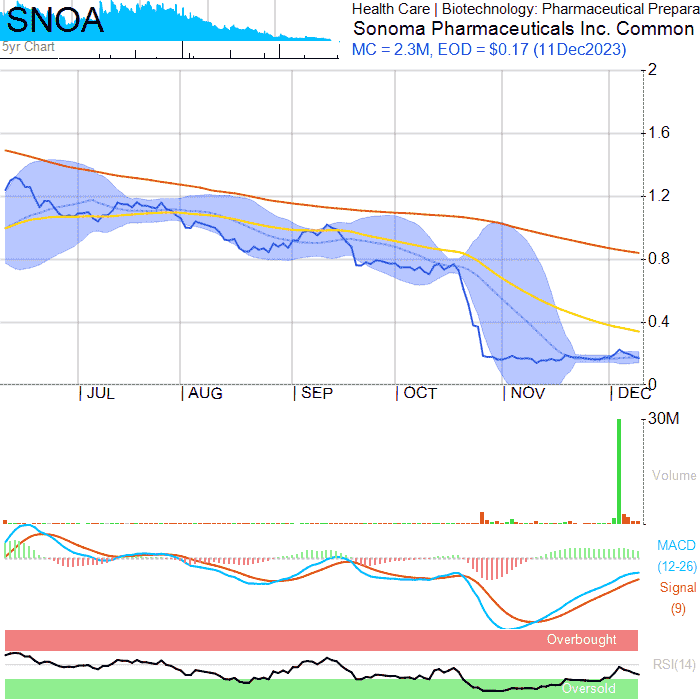 SNOA
5yr Chart
Health Care | Biotechnology: Pharmaceutical Prepara
Sonoma Pharmaceuticals Inc. Common
MC = 2.3M, EOD = $0.17 (11Dec2023)
2
1.6
1.2
0.8
0.4
0
JUL AUG SEP OCT NOV DEC
30M
Volume
MACD
(12-26)
Signal
(9)
Overbought
RSI(14)
Oversold